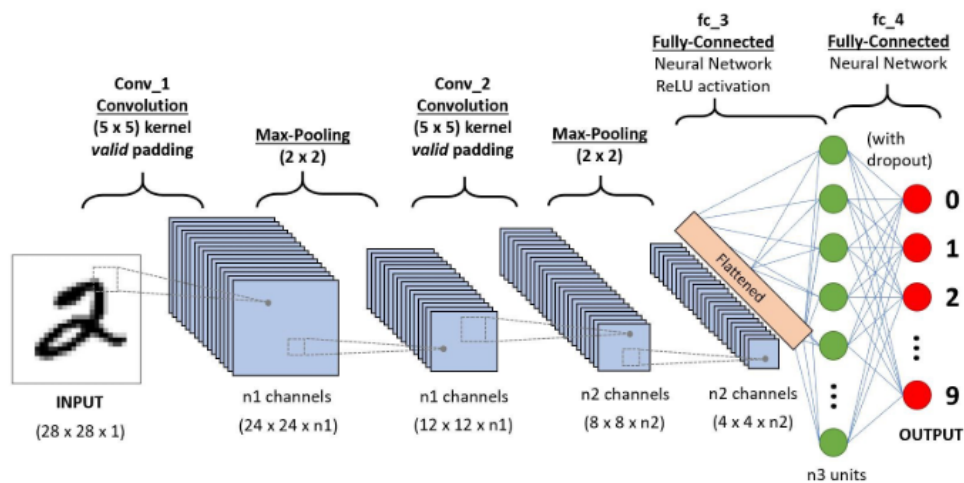 Conv_1
Convolution
(5 x 5) kernel
valid padding
Max-Pooling
(2 x 2)
Conv_2
Convolution
(5 x 5) kernel
valid padding
Max-Pooling
(2 x 2)
fc_3
Fully-Connected
Neural Network
ReLU activation
fc_4
Fully-Connected
Neural Network
(with
dropout)
INPUT
(28 x 28 x 1)
n1 channels
(24 x 24 x n1)
n1 channels
(12 x 12 x n1)
n2 channels
(8 x 8 x n2)
n2 channels
(4 x 4 x n2)
Flattened
n3 units
0
1
2
9
OUTPUT
2